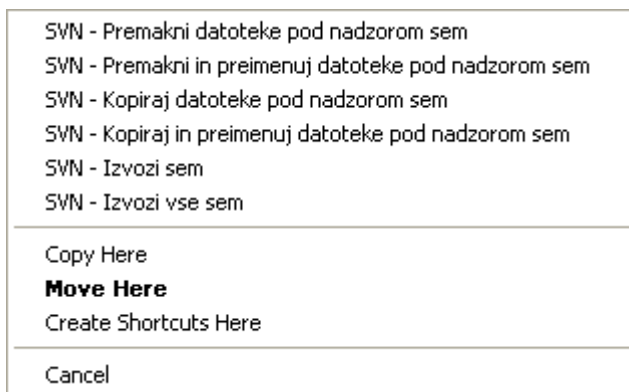 SVN - Premakni datoteke pod nadzorom sem
SVN - Premakni in preimenuj datoteke pod nadzorom sem
SVN - Kopiraj datoteke pod nadzorom sem
SVN - Kopiraj in preimenuj datoteke pod nadzorom sem
SVN - Izvozi sem
SVN - Izvozi vse sem
Copy Here
Move Here
Create Shortcuts Here
Cancel